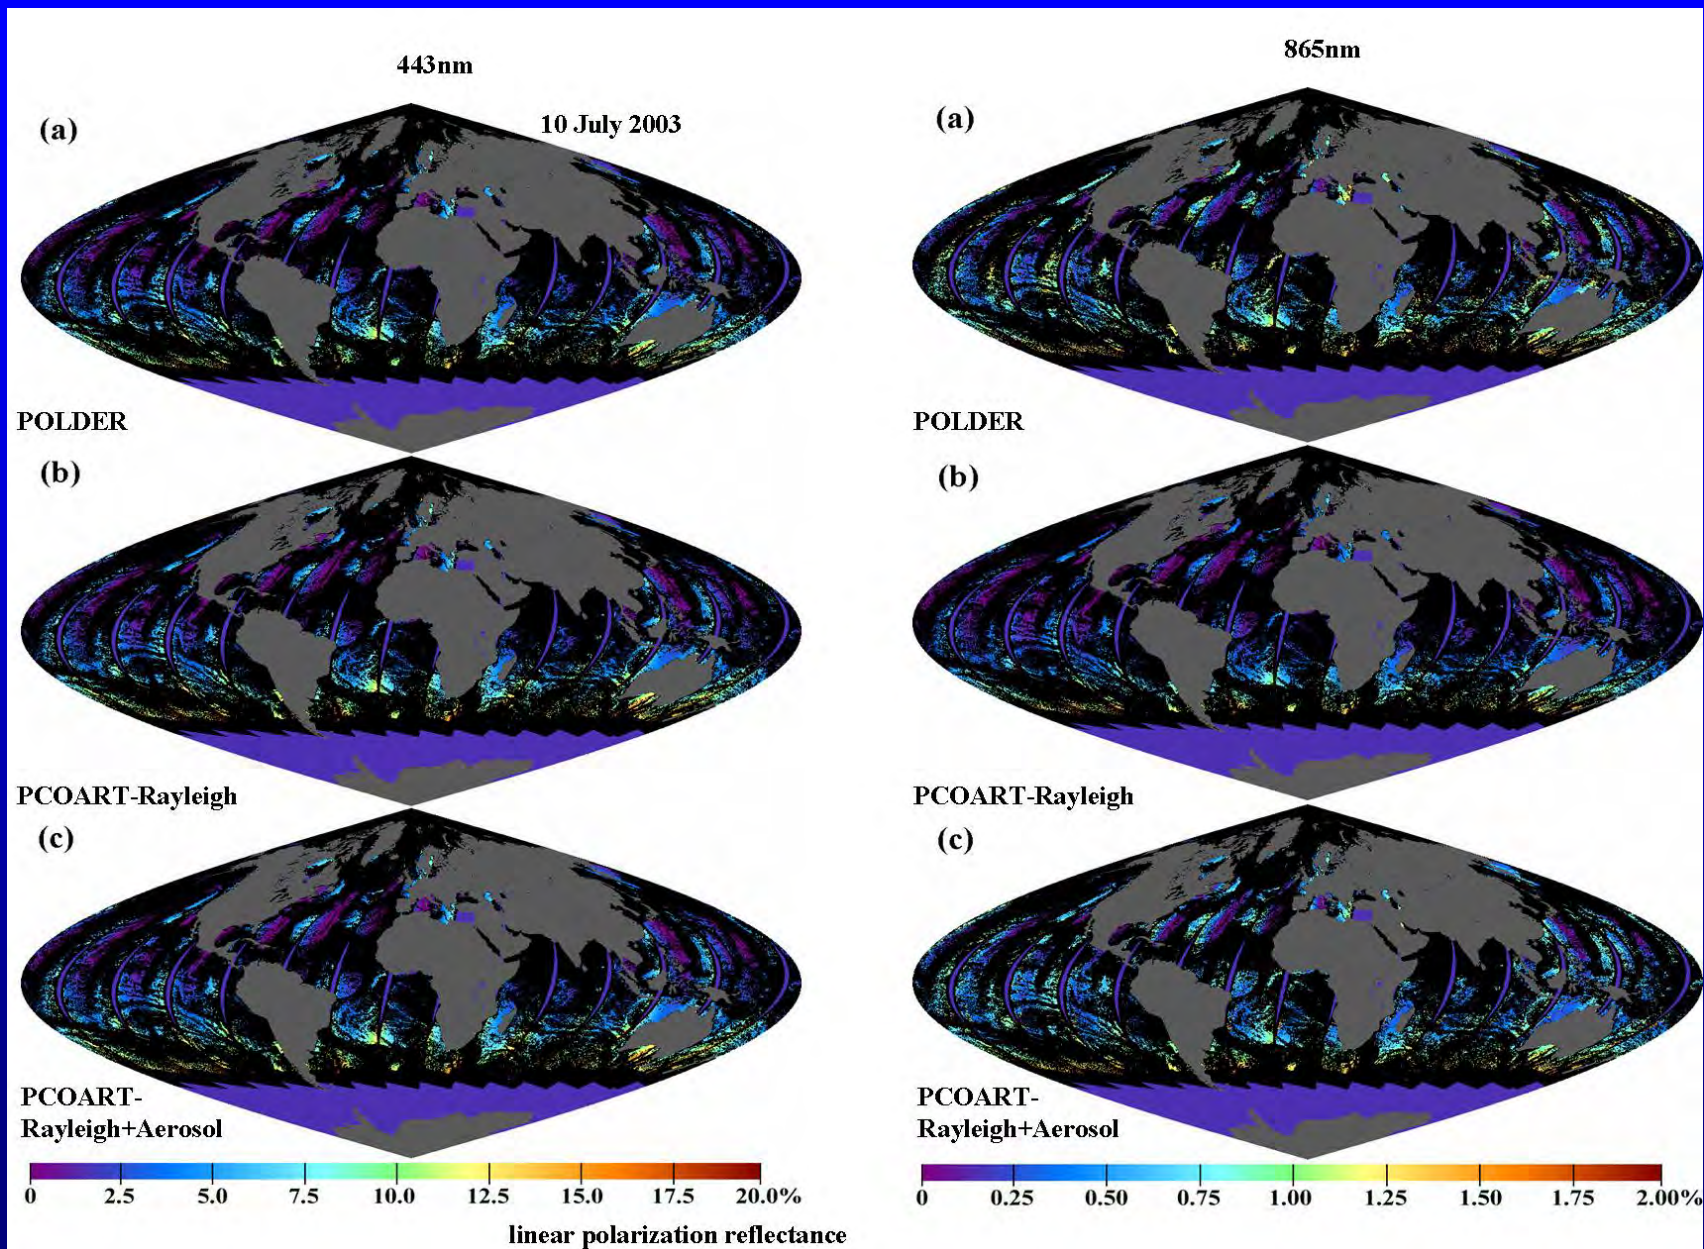 443nm
865nm
(a)
10 July 2003
(a)
POLDER
POLDER
(b)
(b)
PCOART-Rayleigh
PCOART-Rayleigh
(c)
(c)
PCOART-
Rayleigh+Aerosol
PCOART-
Rayleigh+Aerosol
0 2.5 5.0 7.5 10.0 12.5 15.0 17.5 20.0%
0 0.25 0.50 0.75 1.00 1.25 1.50 1.75 2.00%
linear polarization reflectance